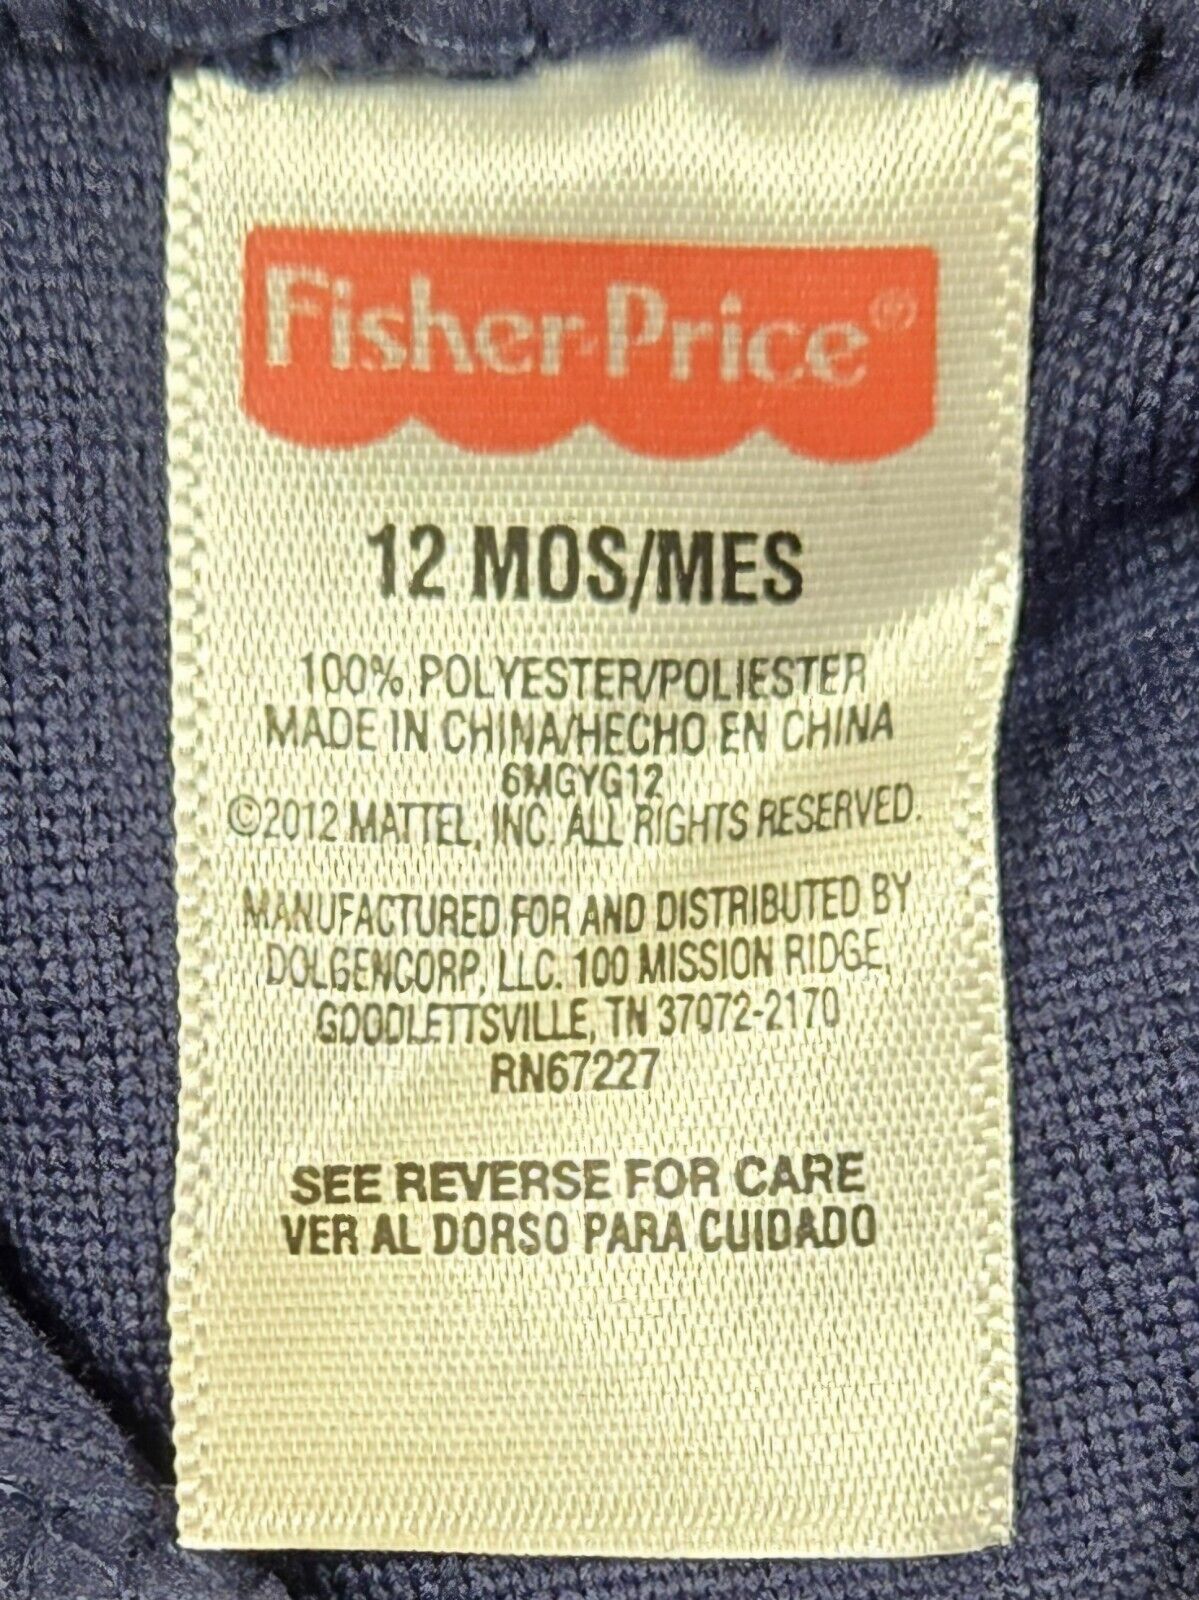 Fisher-Price®
12 MOS/MES
100% POLYESTER/POLIESTER
MADE IN CHINA/HECHO EN CHINA
6MGYG12
©2012 MATTEL, INC. ALL RIGHTS RESERVED.
MANUFACTURED FOR AND DISTRIBUTED BY
DOLGENCORP, LLC. 100 MISSION RIDGE,
GOODLETTSVILLE, TN 37072-2170
RN67227
SEE REVERSE FOR CARE
VER AL DORSO PARA CUIDADO